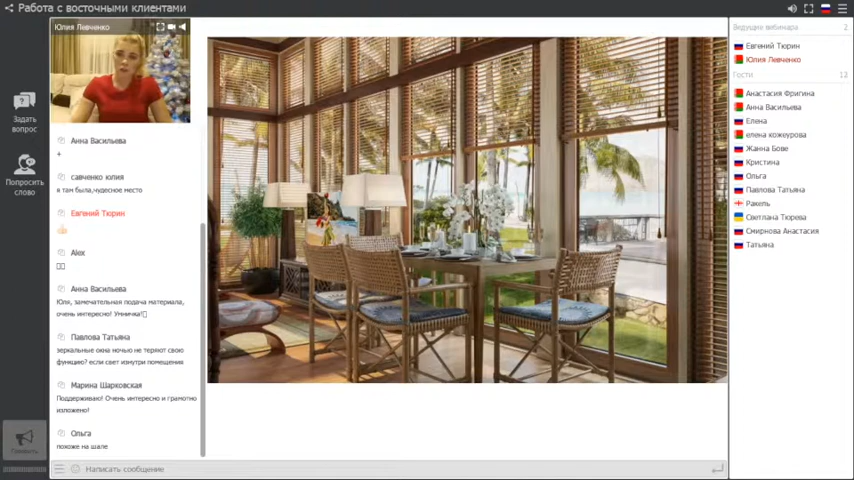 Работа с восточными клиентами
Юлия Левченко
Задать
вопрос
Попросить
слово
Анна Васильева
+
савченко юлия
я там была,чудесное место
Евгений Тюрин
Alex
Анна Васильева
Юля, замечательная подача материала,
очень интересно! Умничка!
Павлова Татьяна
зеркальные окна ночью не теряют свою
функцию? если свет изнутри помещения
Марина Шарковская
Поддерживаю! Очень интересно и грамотно
изложено!
Ольга
похоже на шале
Написать сообщение
Ведущие вебинара 2
Евгений Тюрин
Юлия Левченко
Гости 12
Анастасия Фригина
Анна Васильева
Елена
елена кожеурова
Жанна Бове
Кристина
Ольга
Павлова Татьяна
Ракель
Светлана Тюрева
Смирнова Анастасия
Татьяна